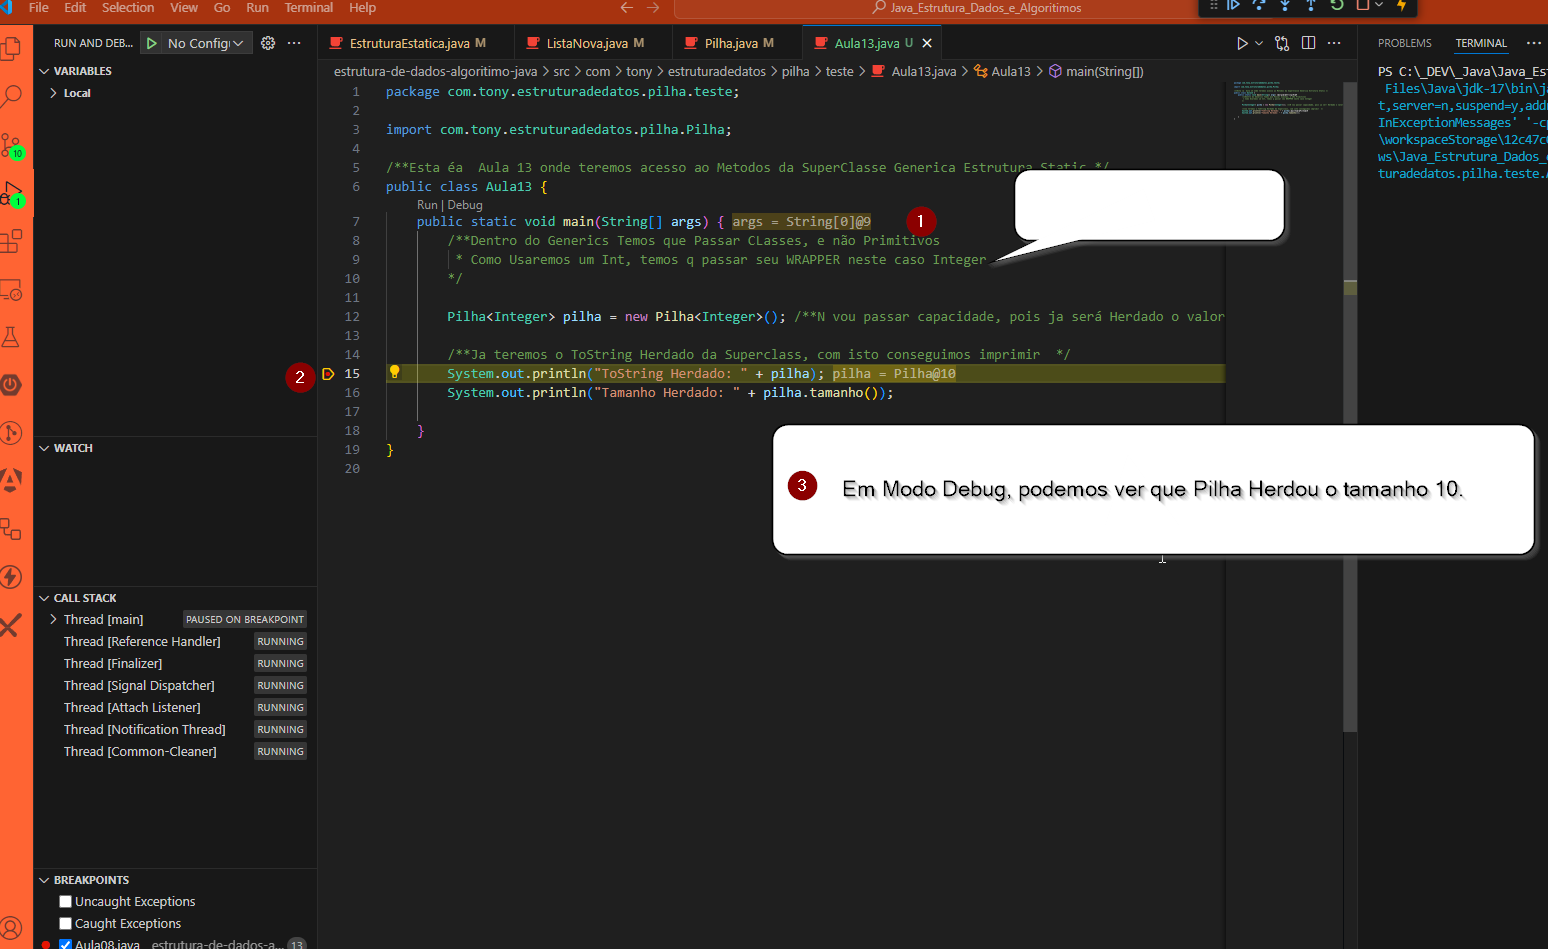 File Edit Selection View Go Run Terminal Help
Java_Estrutura_Dados_e_Algoritimos
RUN AND DEB... No Config
VARIABLES
Local
WATCH
CALL STACK
Thread [main] PAUSED ON BREAKPOINT
Thread [Reference Handler] RUNNING
Thread [Finalizer] RUNNING
Thread [Signal Dispatcher] RUNNING
Thread [Attach Listener] RUNNING
Thread [Notification Thread] RUNNING
Thread [Common-Cleaner] RUNNING
BREAKPOINTS
Uncaught Exceptions
Caught Exceptions
Aula08.java estrutura-de-dados-a... 13
10
1
EstruturaEstatica.java M ListaNova.java M Pilha.java M Aula13.java U
estrutura-de-dados-algoritimo-java > src > com > tony > estruturadedatos > pilha > teste > Aula13.java > Aula13 > main(String[])
1 package com.tony.estruturadedatos.pilha.teste;
2
3 import com.tony.estruturadedatos.pilha.Pilha;
4
5 /**Esta éa  Aula 13 onde teremos acesso ao Metodos da SuperClasse Generica Estrutura Static */
6 public class Aula13 {
Run | Debug
7 public static void main(String[] args) { args = String[0]@9
1
8 /**Dentro do Generics Temos que Passar CLasses, e não Primitivos
9 * Como Usaremos um Int, temos q passar seu WRAPPER neste caso Integer
10 */
11
12 Pilha<Integer> pilha = new Pilha<Integer>(); /**N vou passar capacidade, pois ja será Herdado o valor
13
14 /**Ja teremos o ToString Herdado da Superclass, com isto conseguimos imprimir  */
2
15 System.out.println("ToString Herdado: " + pilha); pilha = Pilha@10
16 System.out.println("Tamanho Herdado: " + pilha.tamanho());
17
18 }
19 }
20
3 Em Modo Debug, podemos ver que Pilha Herdou o tamanho 10.
PROBLEMS TERMINAL
PS C:\_DEV\_Java\Java_Es
Files\Java\jdk-17\bin\ja
t,server=n,suspend=y,add
InExceptionMessages' '-c
\workspaceStorage\12c47c
ws\Java_Estrutura_Dados_
turadedatos.pilha.teste.